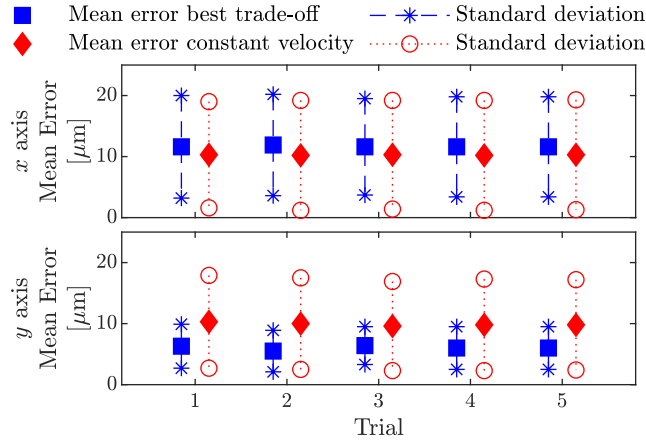 Mean error best trade-off Standard deviation
Mean error constant velocity Standard deviation
x axis
Mean Error
[μm]
20
10
0
y axis
Mean Error
[μm]
20
10
0
1 2 3 4 5
Trial